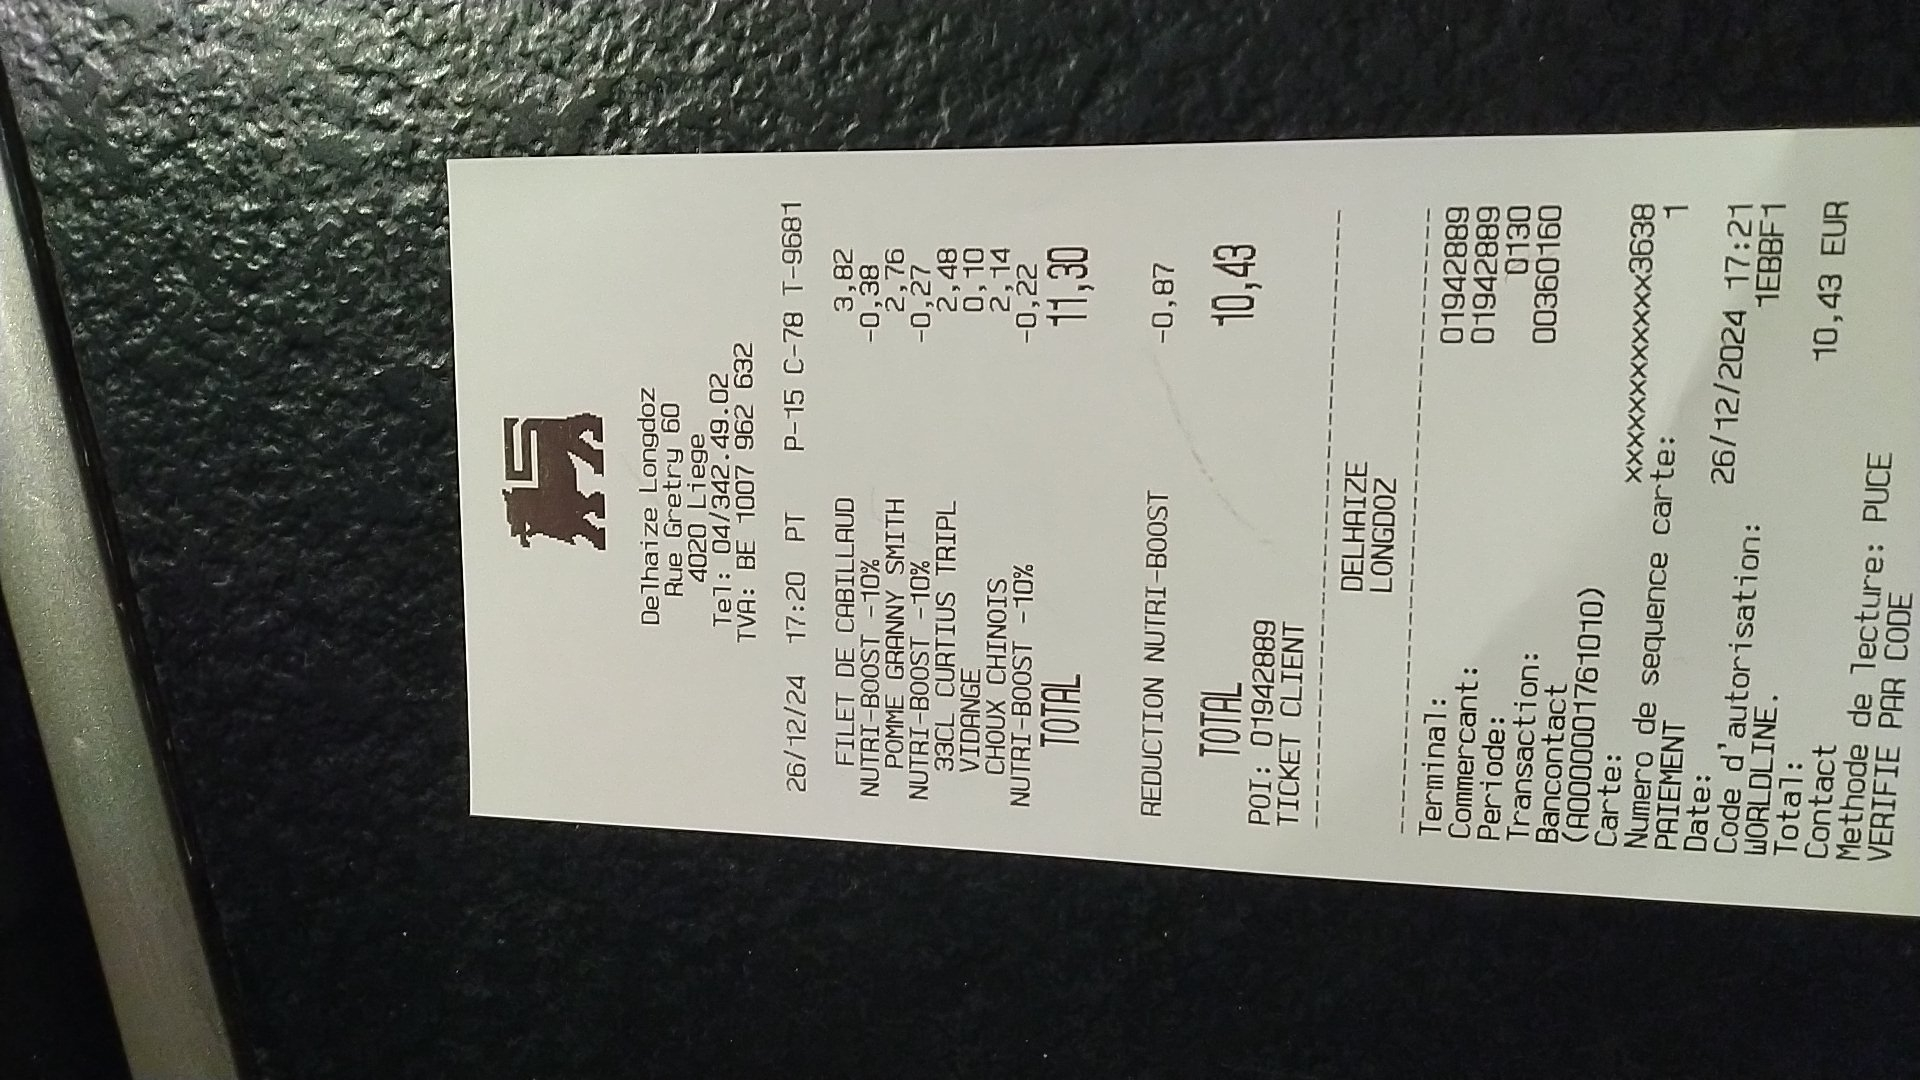 Delhaize Longdoz
Rue Gretry 60
4020 Liege
Tel: 04/342.49.02
TVA: BE 1007 962 632
26/12/24 17:20 PT P-15 C-78 T-9681
FILET DE CABILLAUD 3,82
NUTRI-BOOST -10% -0,38
POMME GRANNY SMITH 2,76
NUTRI-BOOST -10% -0,27
33CL CURTIUS TRIPL 2,48
VIDANGE 0,10
CHOUX CHINOIS 2,14
NUTRI-BOOST -10% -0,22
TOTAL 11,30
REDUCTION NUTRI-BOOST -0,87
TOTAL 10,43
POI: 01942889
TICKET CLIENT
DELHAIZE
LONGDOZ
Terminal: 01942889
Commercant: 01942889
Periode: 0130
Transaction: 00360160
Bancontact
(A0000001761010)
Carte: xxxxxxxxxxxxx3638
Numero de sequence carte: 1
PAIEMENT
Date: 26/12/2024 17:21
Code d'autorisation: 1EBBF1
WORLDLINE.
Total: 10,43 EUR
Contact
Methode de lecture: PUCE
VERIFIE PAR CODE